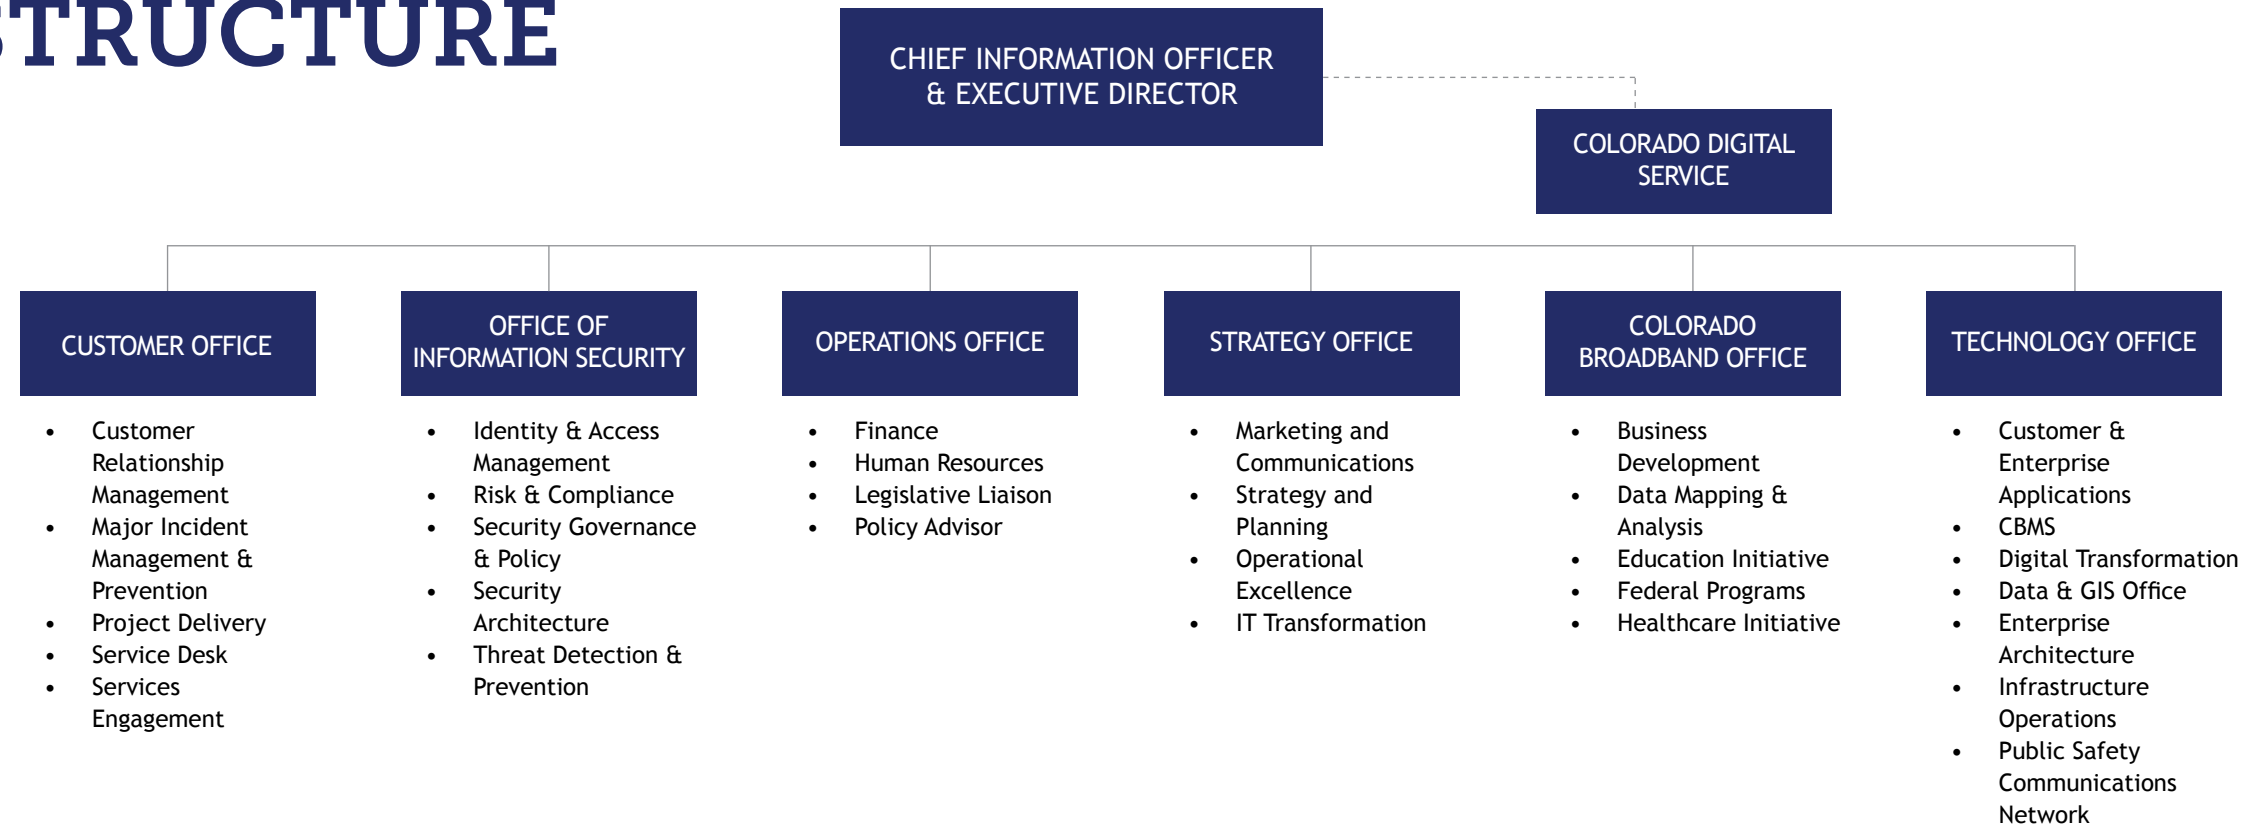 STRUCTURE
CHIEF INFORMATION OFFICER
& EXECUTIVE DIRECTOR
COLORADO DIGITAL
SERVICE
CUSTOMER OFFICE
• Customer
Relationship
Management
• Major Incident
Management &
Prevention
• Project Delivery
• Service Desk
• Services
Engagement
OFFICE OF
INFORMATION SECURITY
• Identity & Access
Management
• Risk & Compliance
• Security Governance
& Policy
• Security
Architecture
• Threat Detection &
Prevention
OPERATIONS OFFICE
• Finance
• Human Resources
• Legislative Liaison
• Policy Advisor
STRATEGY OFFICE
• Marketing and
Communications
• Strategy and
Planning
• Operational
Excellence
• IT Transformation
COLORADO
BROADBAND OFFICE
• Business
Development
• Data Mapping &
Analysis
• Education Initiative
• Federal Programs
• Healthcare Initiative
TECHNOLOGY OFFICE
• Customer &
Enterprise
Applications
• CBMS
• Digital Transformation
• Data & GIS Office
• Enterprise
Architecture
• Infrastructure
Operations
• Public Safety
Communications
Network